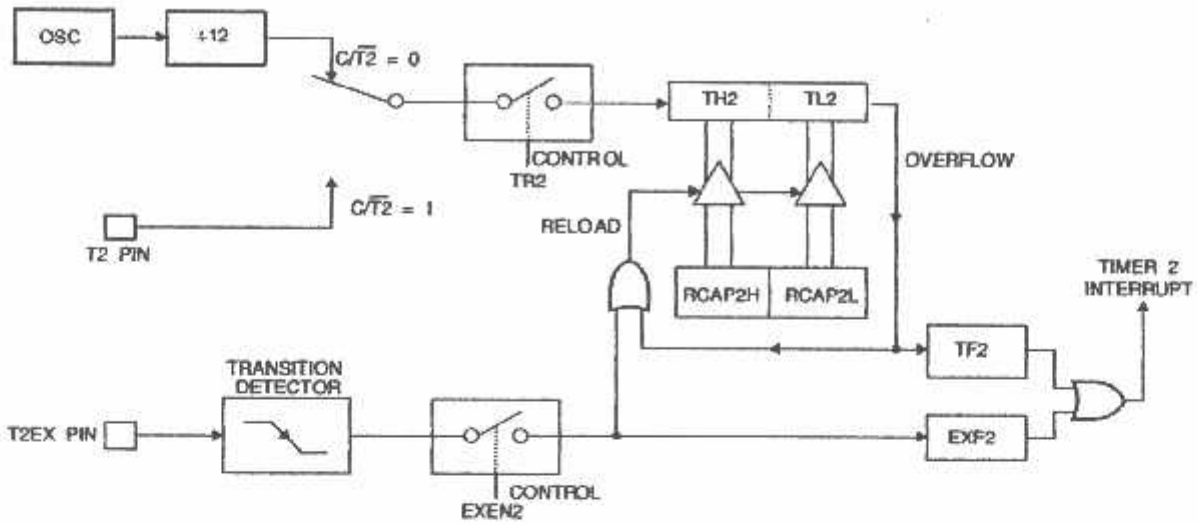 OSC
÷12
C/T2̅ = 0
TH2
TL2
CONTROL
TR2
OVERFLOW
C/T2̅ = 1
T2 PIN
RELOAD
RCAP2H
RCAP2L
TIMER 2
INTERRUPT
TF2
TRANSITION
DETECTOR
T2EX PIN
EXF2
CONTROL
EXEN2